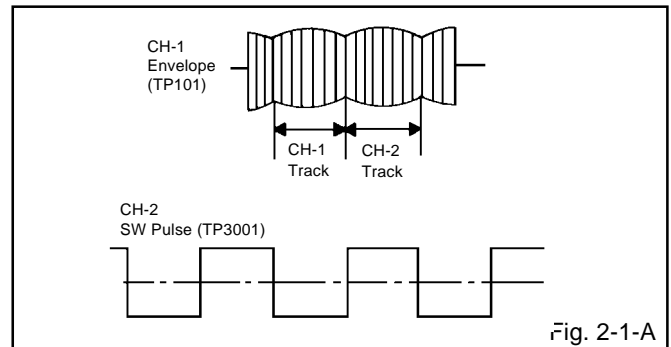 CH-1
Envelope
(TP101)
CH-1
Track
CH-2
Track
CH-2
SW Pulse (TP3001)
Fig. 2-1-A